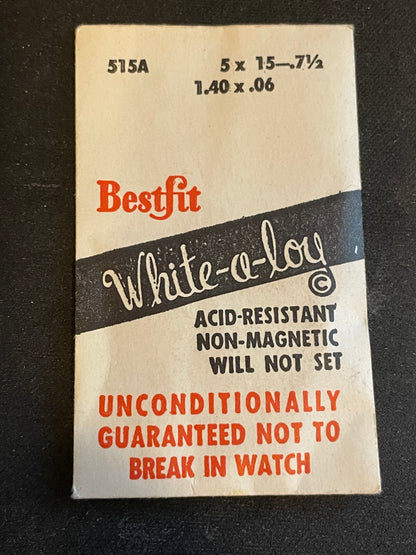 515A 5 x 15—.7½
1.40 x .06
Bestfit
White-a-loy ©
ACID-RESISTANT
NON-MAGNETIC
WILL NOT SET
UNCONDITIONALLY
GUARANTEED NOT TO
BREAK IN WATCH